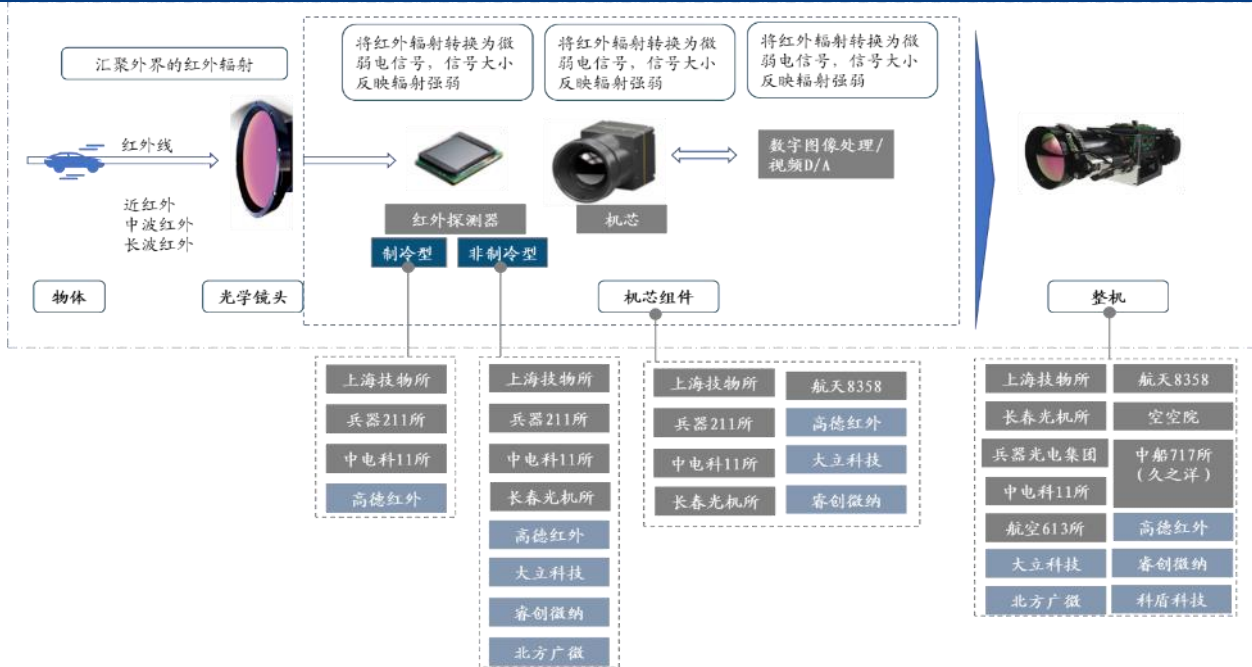 汇聚外界的红外辐射
将红外辐射转换为微
弱电信号，信号大小
反映辐射强弱
将红外辐射转换为微
弱电信号，信号大小
反映辐射强弱
将红外辐射转换为微
弱电信号，信号大小
反映辐射强弱
红外线
近红外
中波红外
长波红外
数字图像处理/
视频D/A
红外探测器
机芯
制冷型
非制冷型
物体
光学镜头
机芯组件
整机
上海技物所
兵器211所
中电科11所
高德红外
上海技物所
兵器211所
中电科11所
长春光机所
高德红外
大立科技
睿创微纳
北方广微
上海技物所
兵器211所
中电科11所
长春光机所
航天8358
高德红外
大立科技
睿创微纳
上海技物所
长春光机所
兵器光电集团
中电科11所
航空613所
大立科技
北方广微
航天8358
空空院
中船717所
（久之洋）
高德红外
睿创微纳
科盾科技